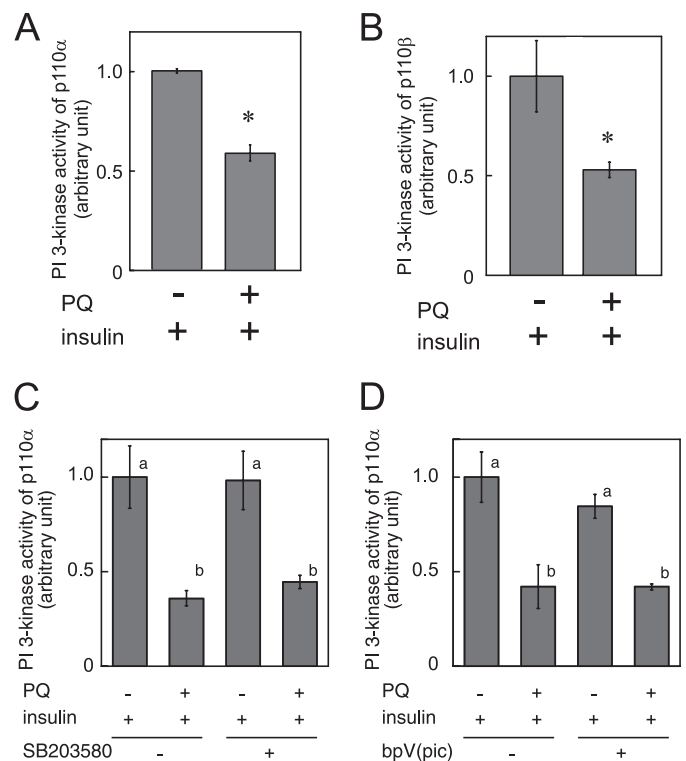 A
PI 3-kinase activity of p110α
(arbitrary unit)
1.0
0.5
0
*
PQ - +
insulin + +
B
PI 3-kinase activity of p110β
(arbitrary unit)
1.0
0.5
0
*
PQ - +
insulin + +
C
PI 3-kinase activity of p110α
(arbitrary unit)
1.0
0.5
0
a b a b
PQ - + - +
insulin + + + +
SB203580 - +
D
PI 3-kinase activity of p110α
(arbitrary unit)
1.0
0.5
0
a b a b
PQ - + - +
insulin + + + +
bpV(pic) - +